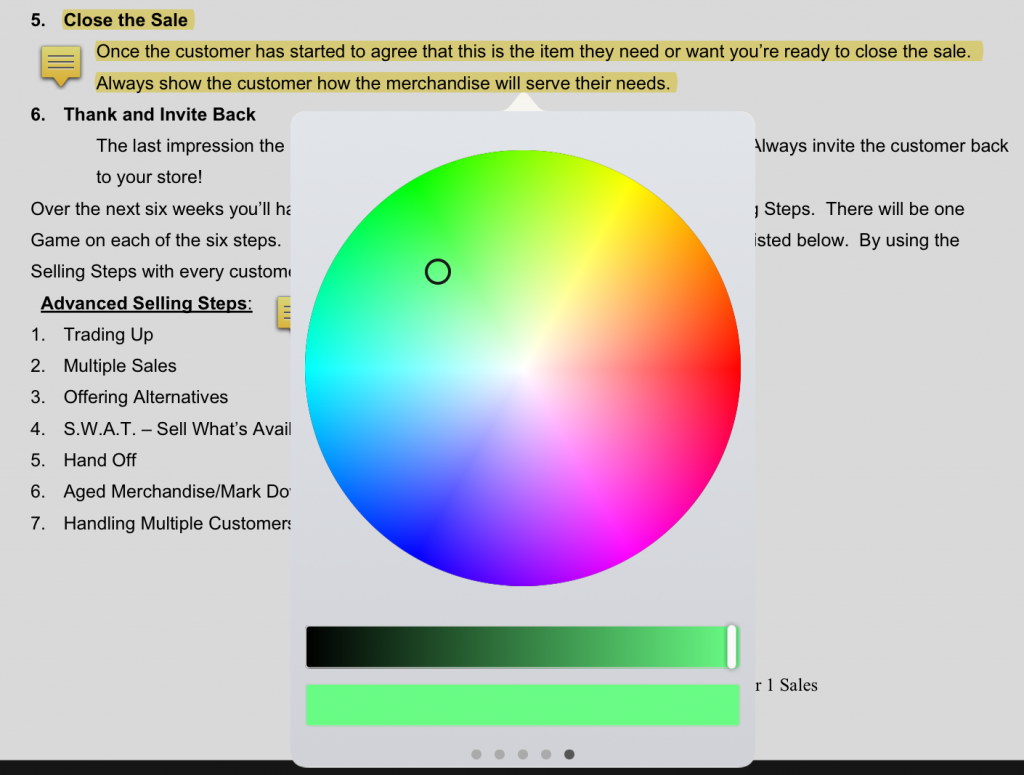 5. Close the Sale
Once the customer has started to agree that this is the item they need or want you’re ready to close the sale.
Always show the customer how the merchandise will serve their needs.
6. Thank and Invite Back
The last impression the Always invite the customer back
to your store!
Over the next six weeks you’ll Steps. There will be one
Game on each of the six steps. below. By using the
Selling Steps with every
Advanced Selling Steps:
1. Trading Up
2. Multiple Sales
3. Offering Alternatives
4. S.W.A.T. – Sell What’s
5. Hand Off
6. Aged Merchandise/Mark
7. Handling Multiple Customers
1 Sales